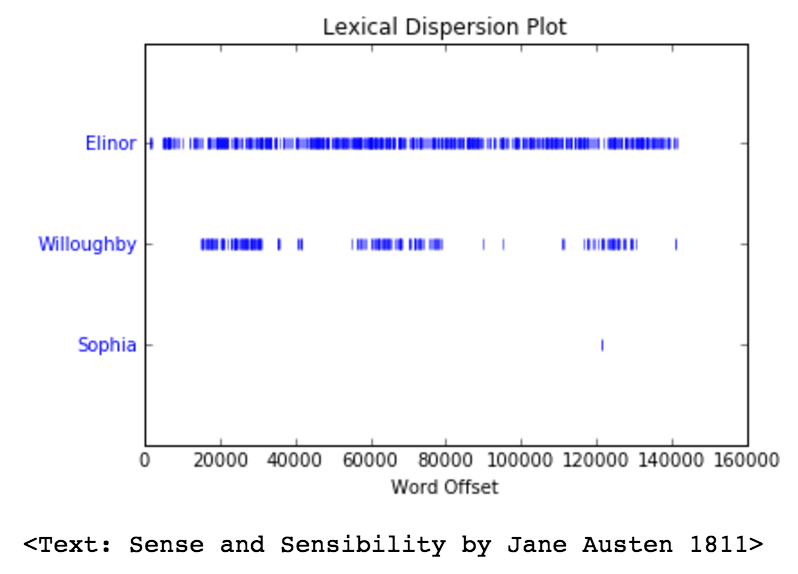 Lexical Dispersion Plot
Elinor
Willoughby
Sophia
0 20000 40000 60000 80000 100000 120000 140000 160000
Word Offset
<Text: Sense and Sensibility by Jane Austen 1811>